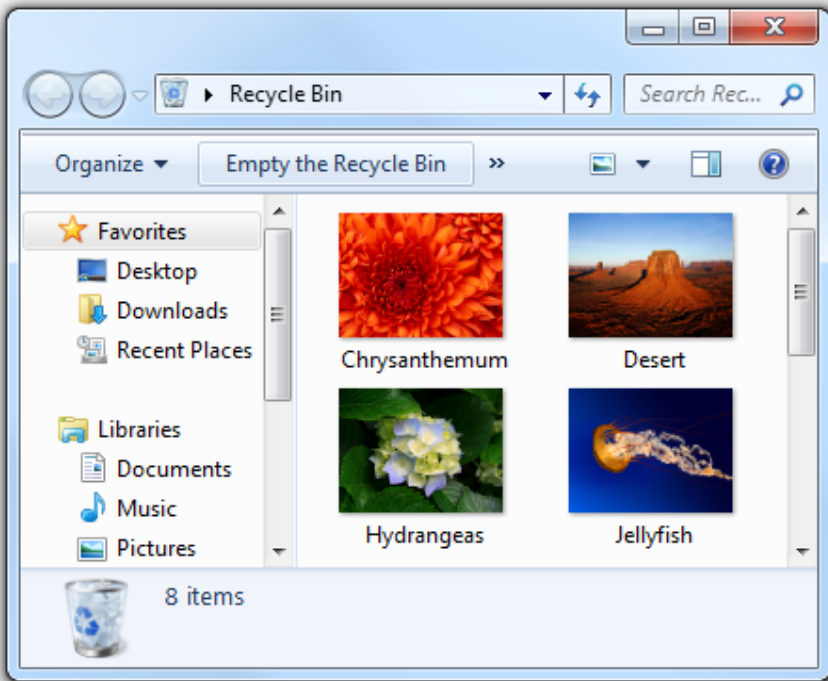 Recycle Bin
Search Rec...
Organize
Empty the Recycle Bin
»
Favorites
Desktop
Downloads
Recent Places
Libraries
Documents
Music
Pictures
Chrysanthemum
Desert
Hydrangeas
Jellyfish
8 items